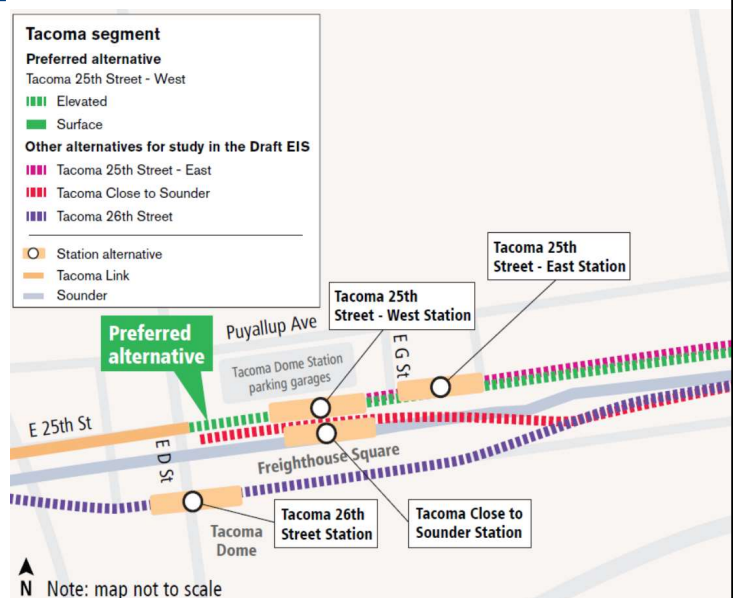 Tacoma segment
Preferred alternative
Tacoma 25th Street - West
Elevated
Surface
Other alternatives for study in the Draft EIS
Tacoma 25th Street - East
Tacoma Close to Sounder
Tacoma 26th Street
Station alternative
Tacoma Link
Sounder
Tacoma 25th
Street - East Station
Tacoma 25th
Street - West Station
Preferred
alternative
Puyallup Ave
E G St
Tacoma Dome Station
parking garages
E 25th St
E D St
Freighthouse Square
Tacoma 26th
Street Station
Tacoma Close to
Sounder Station
Tacoma
Dome
N Note: map not to scale